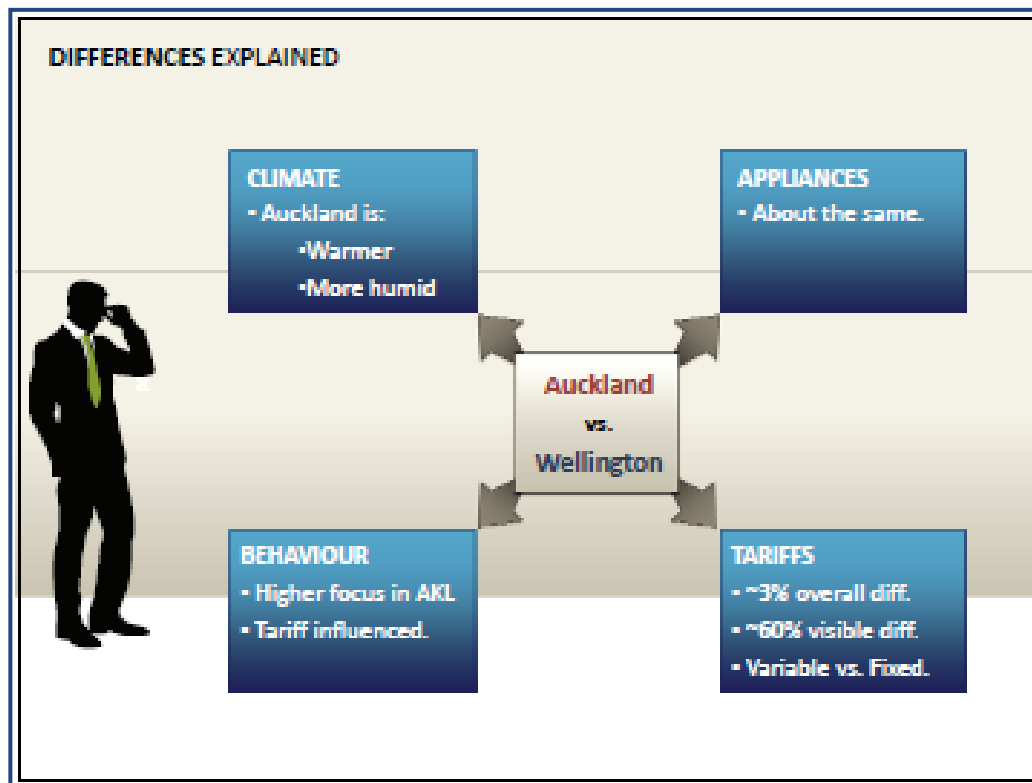 DIFFERENCES EXPLAINED
CLIMATE
▪ Auckland is:
▪Warmer
▪More humid
APPLIANCES
▪ About the same.
Auckland
vs.
Wellington
BEHAVIOUR
▪ Higher focus in AKL
▪ Tariff influenced.
TARIFFS
▪ ~3% overall diff.
▪ ~60% visible diff.
▪ Variable vs. Fixed.